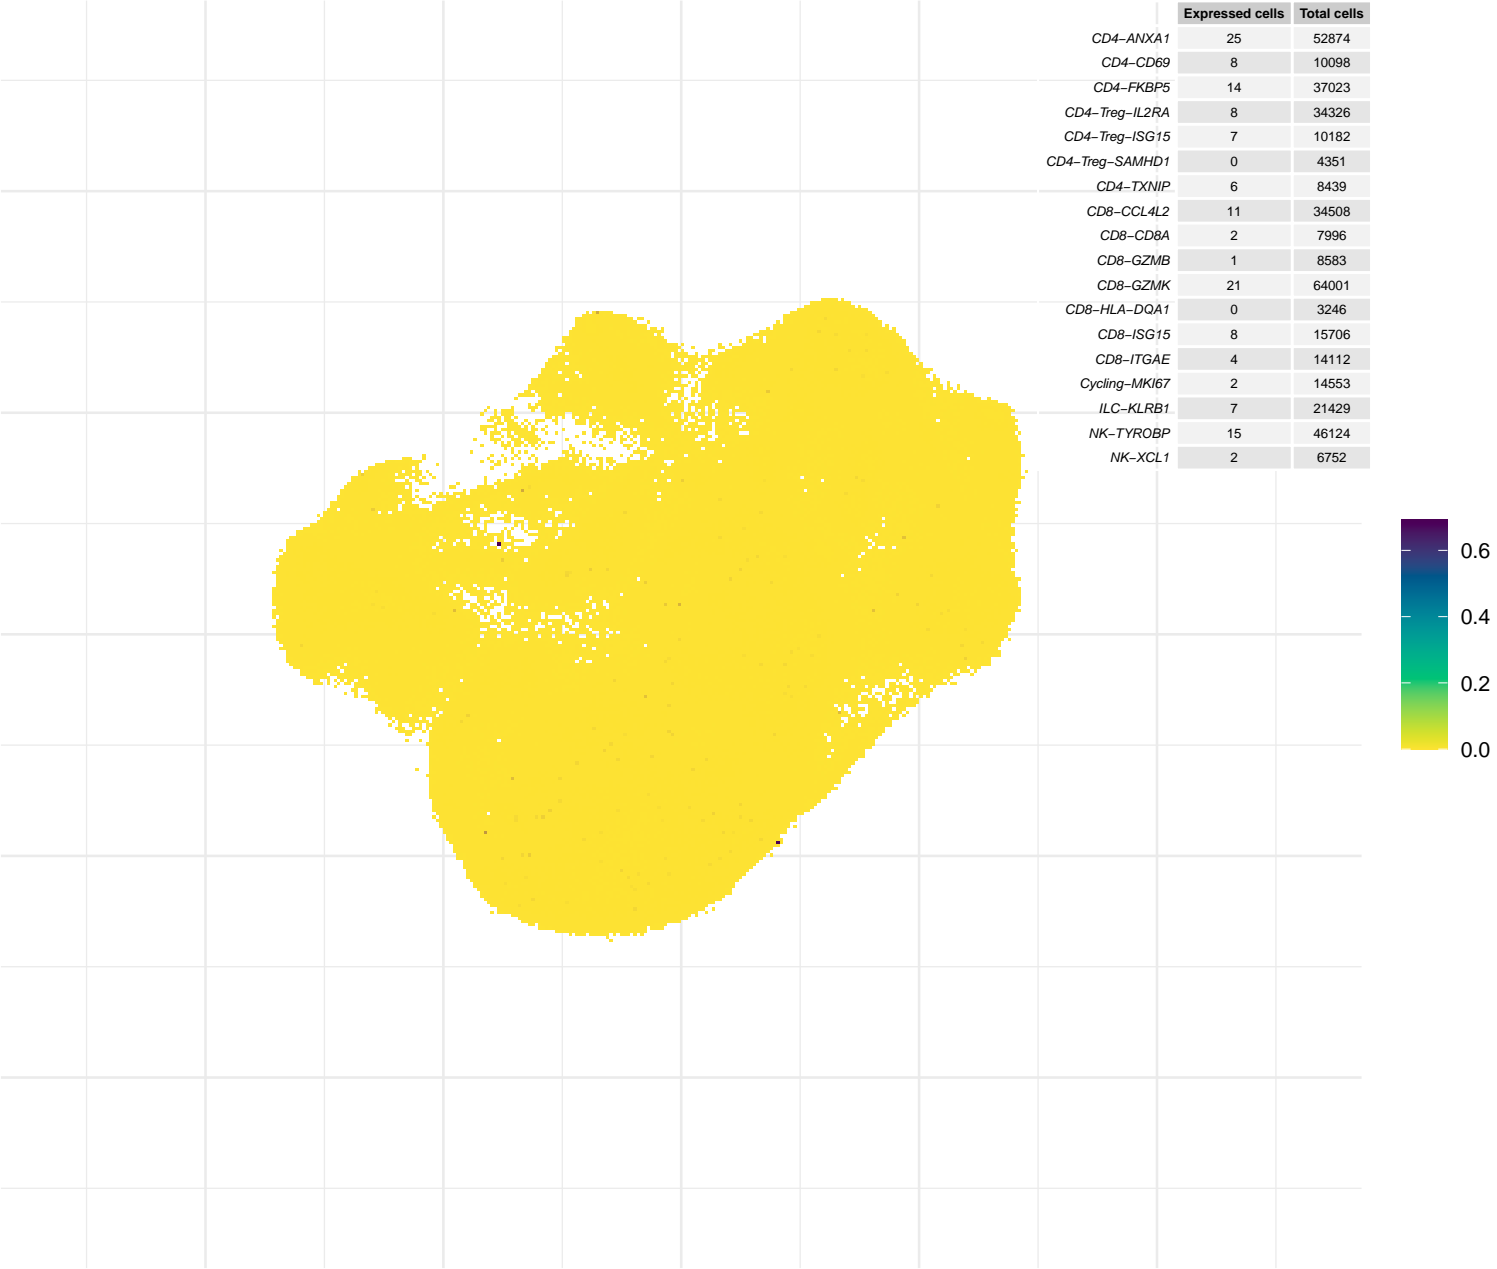 Expressed cells Total cells
CD4−ANXA1 25 52874
CD4−CD69 8 10098
CD4−FKBP5 14 37023
CD4−Treg−IL2RA 8 34326
CD4−Treg−ISG15 7 10182
CD4−Treg−SAMHD1 0 4351
CD4−TXNIP 6 8439
CD8−CCL4L2 11 34508
CD8−CD8A 2 7996
CD8−GZMB 1 8583
CD8−GZMK 21 64001
CD8−HLA−DQA1 0 3246
CD8−ISG15 8 15706
CD8−ITGAE 4 14112
Cycling−MKI67 2 14553
ILC−KLRB1 7 21429
NK−TYROBP 15 46124
NK−XCL1 2 6752
0.6
0.4
0.2
0.0